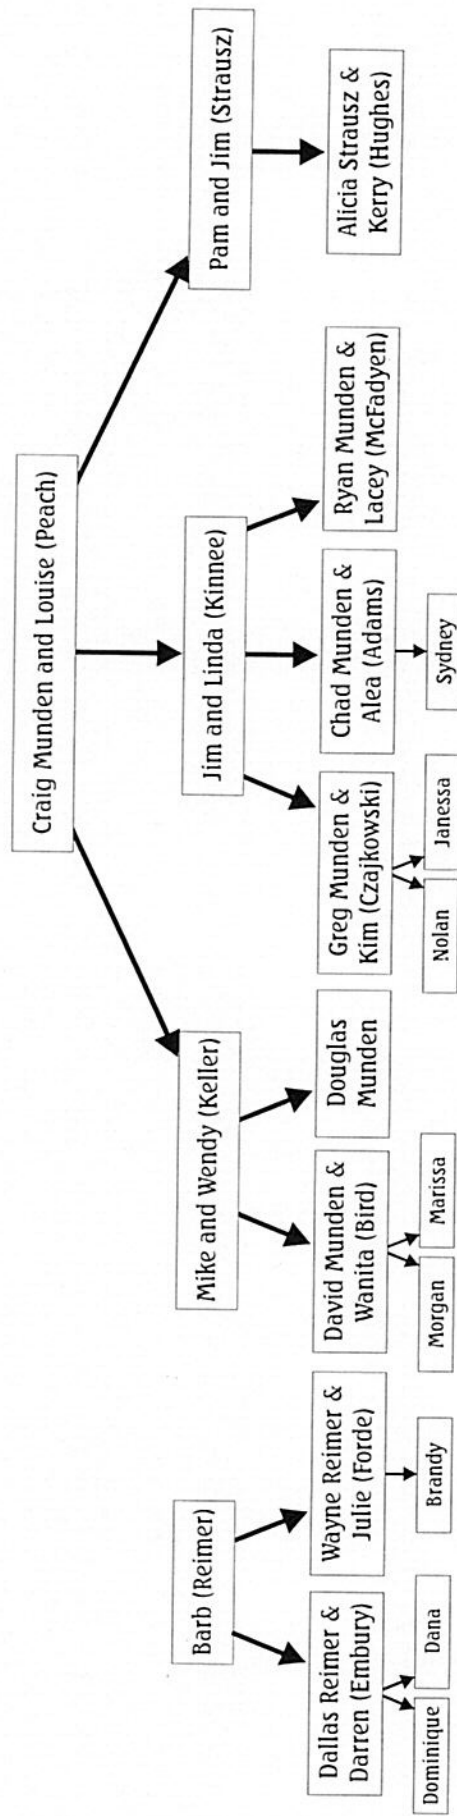 Craig Munden and Louise (Peach)
Barb (Reimer)
Mike and Wendy (Keller)
Jim and Linda (Kinnee)
Pam and Jim (Strausz)
Dallas Reimer &
Darren (Embury)
Wayne Reimer &
Julie (Forde)
David Munden &
Wanita (Bird)
Douglas
Munden
Greg Munden &
Kim (Czajkowski)
Chad Munden &
Alea (Adams)
Ryan Munden &
Lacey (McFadyen)
Alicia Strausz &
Kerry (Hughes)
Dominique
Dana
Brandy
Morgan
Marissa
Nolan
Janessa
Sydney